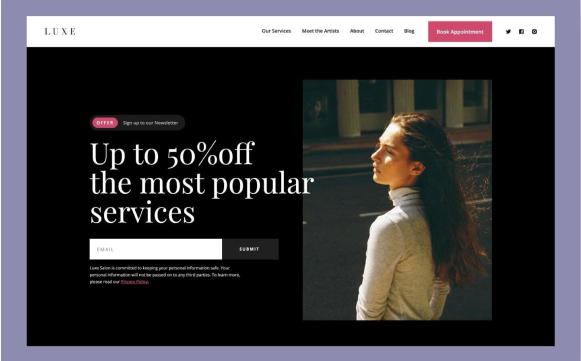 LUXE
Our Services Meet the Artists About Contact Blog Book Appointment
OFFER Sign up to our Newsletter
Up to 50%off
the most popular
services
EMAIL SUBMIT
Luxe Salon is committed to keeping your personal information safe. Your
personal information will not be passed on to any third parties. To learn more,
please read our Privacy Policy.